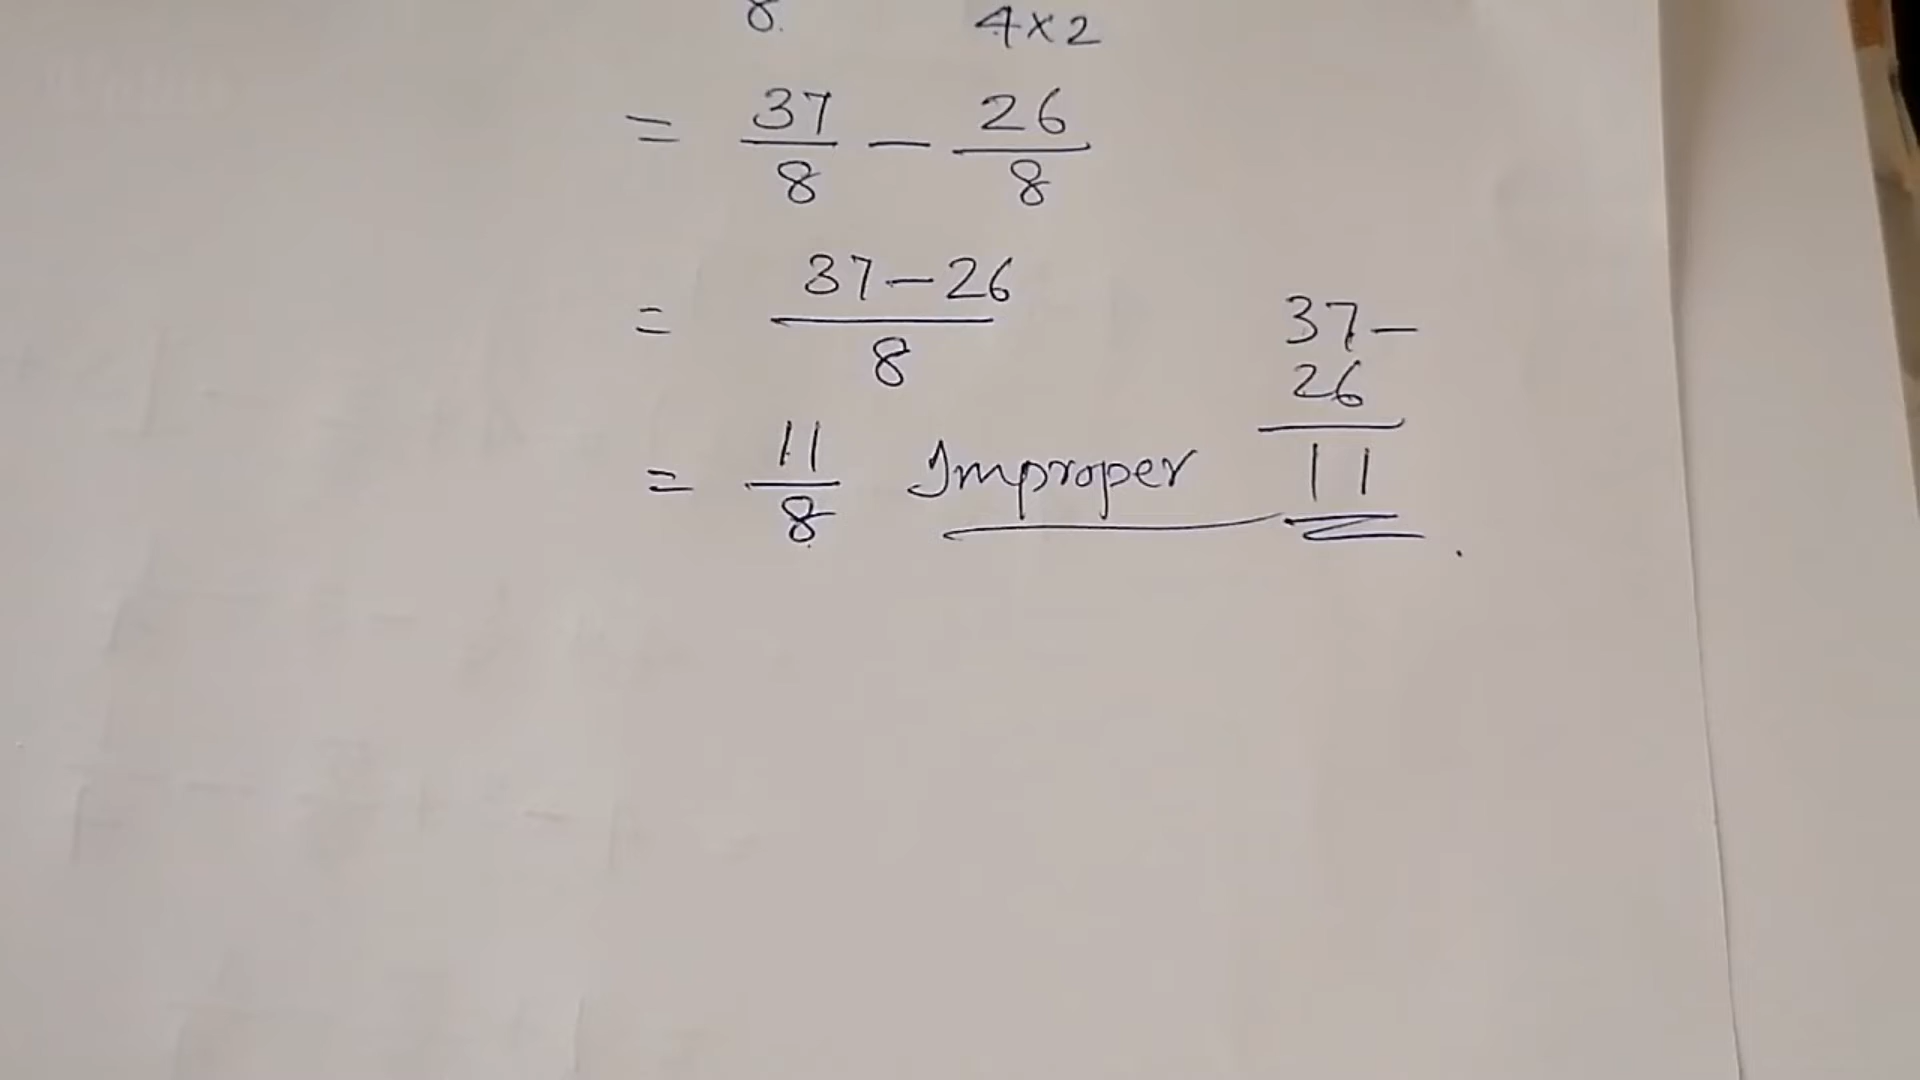 8 4×2
= 37/8 − 26/8
= 37−26/8
37−
26
11
= 11/8 Improper